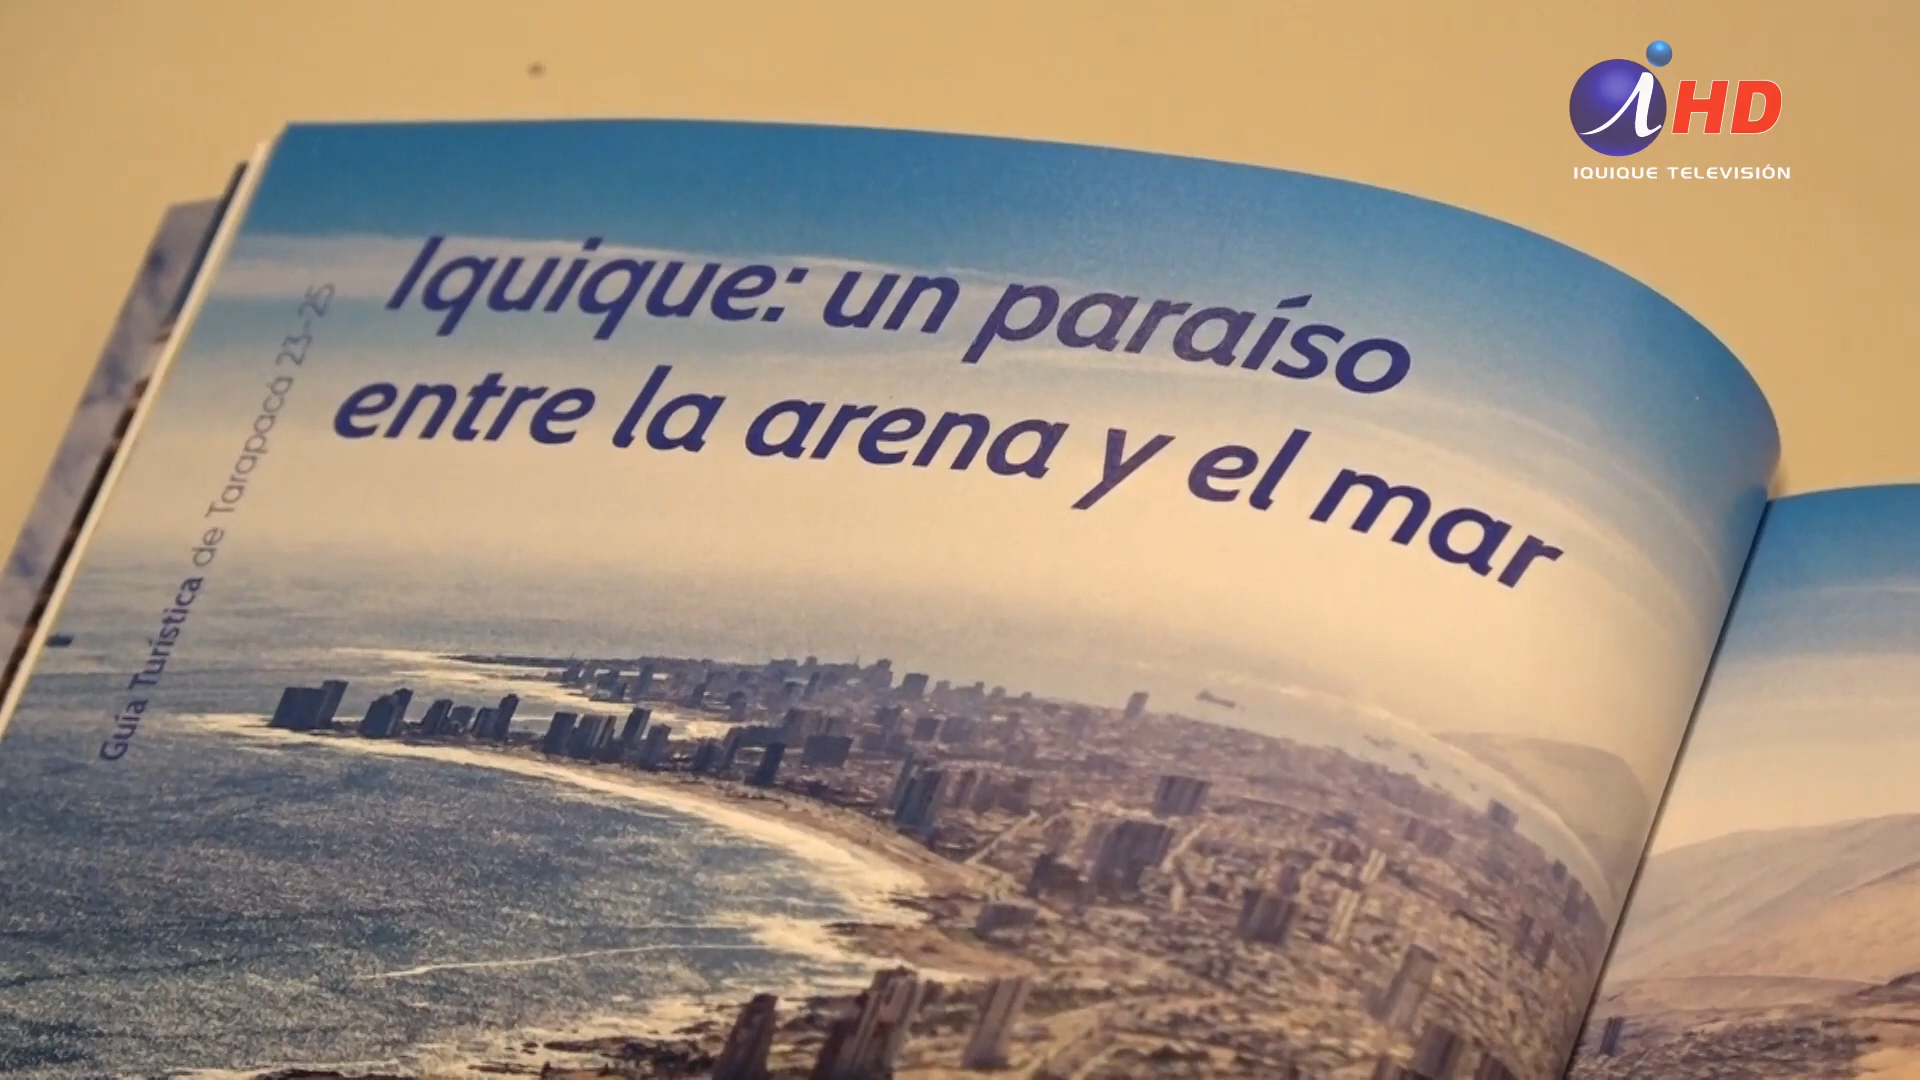 Iquique: un paraíso
entre la arena y el mar
Guía Turística de Tarapacá 23-25
HD
IQUIQUE TELEVISIÓN